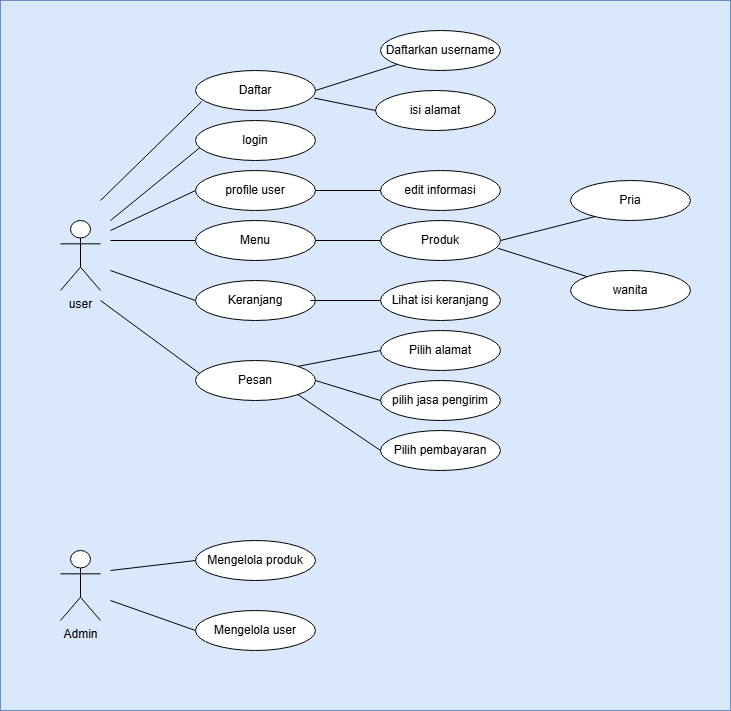 Daftarkan username
Daftar
isi alamat
login
profile user
edit informasi
Pria
Menu
Produk
wanita
user
Keranjang
Lihat isi keranjang
Pilih alamat
Pesan
pilih jasa pengirim
Pilih pembayaran
Mengelola produk
Admin
Mengelola user